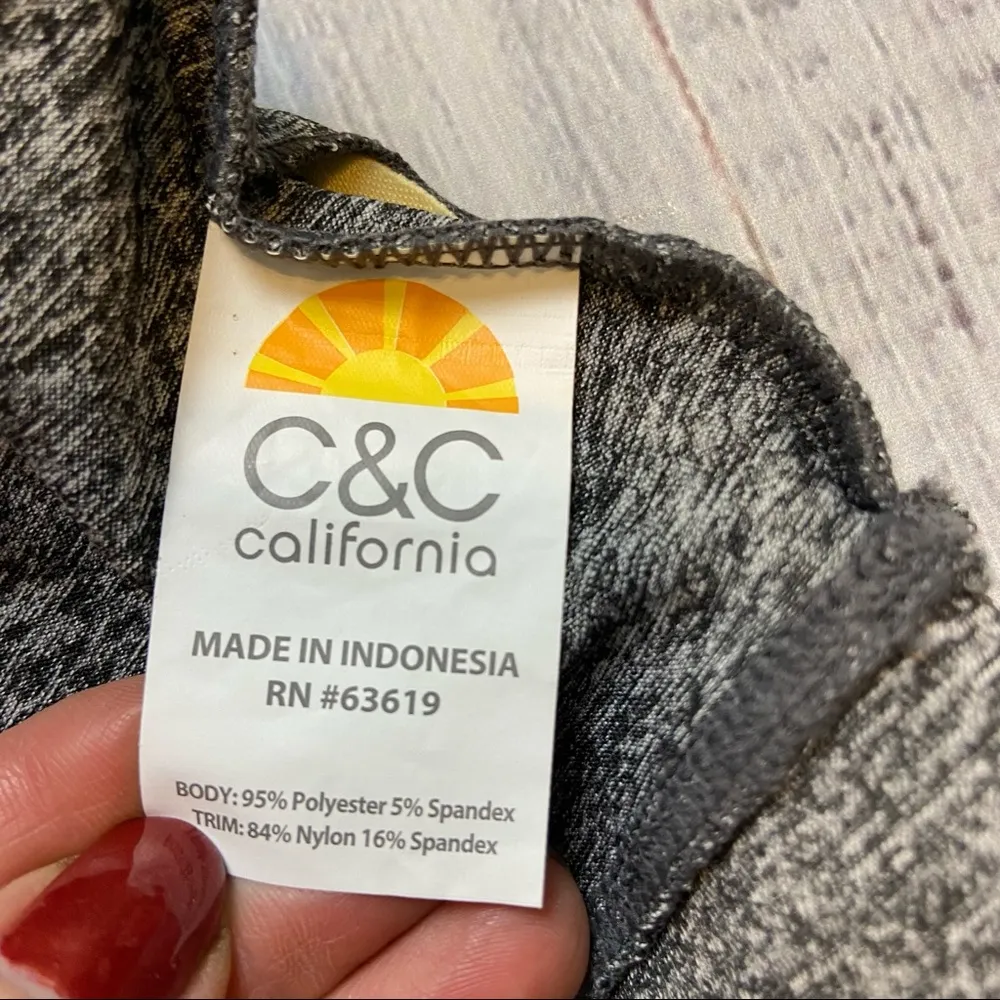 C&C
california
MADE IN INDONESIA
RN #63619
BODY: 95% Polyester 5% Spandex
TRIM: 84% Nylon 16% Spandex